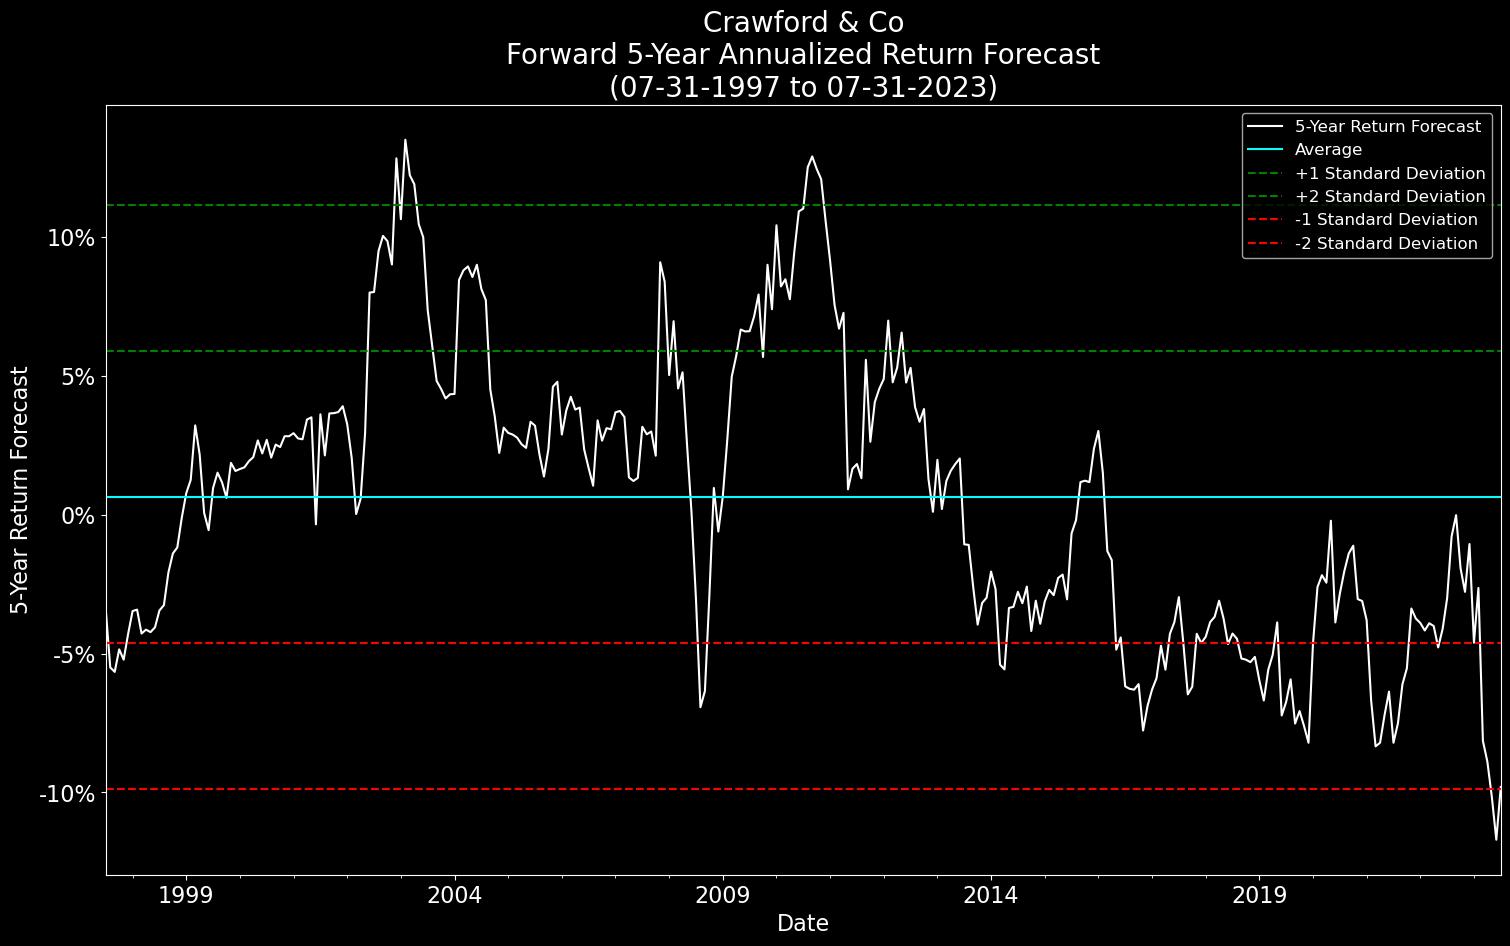 Crawford & Co
Forward 5-Year Annualized Return Forecast
(07-31-1997 to 07-31-2023)
5-Year Return Forecast
Average
+1 Standard Deviation
+2 Standard Deviation
-1 Standard Deviation
-2 Standard Deviation
5-Year Return Forecast
10%
5%
0%
-5%
-10%
1999
2004
2009
2014
2019
Date